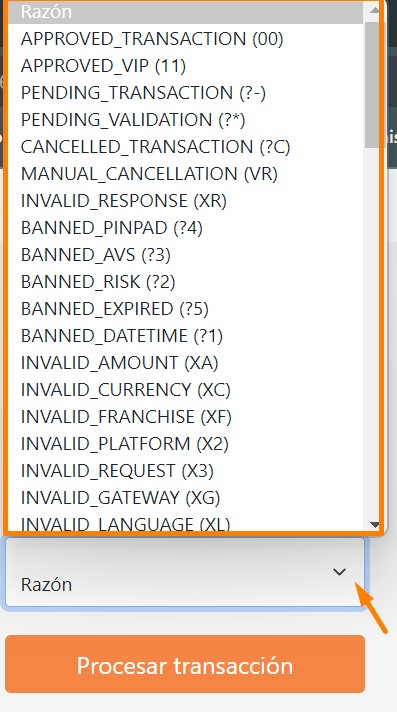 Razón
APPROVED_TRANSACTION (00)
APPROVED_VIP (11)
PENDING_TRANSACTION (?-)
PENDING_VALIDATION (?*)
CANCELLED_TRANSACTION (?C)
MANUAL_CANCELLATION (VR)
INVALID_RESPONSE (XR)
BANNED_PINPAD (?4)
BANNED_AVS (?3)
BANNED_RISK (?2)
BANNED_EXPIRED (?5)
BANNED_DATETIME (?1)
INVALID_AMOUNT (XA)
INVALID_CURRENCY (XC)
INVALID_FRANCHISE (XF)
INVALID_PLATFORM (X2)
INVALID_REQUEST (X3)
INVALID_GATEWAY (XG)
INVALID_LANGUAGE (XL)
Razón
Procesar transacción